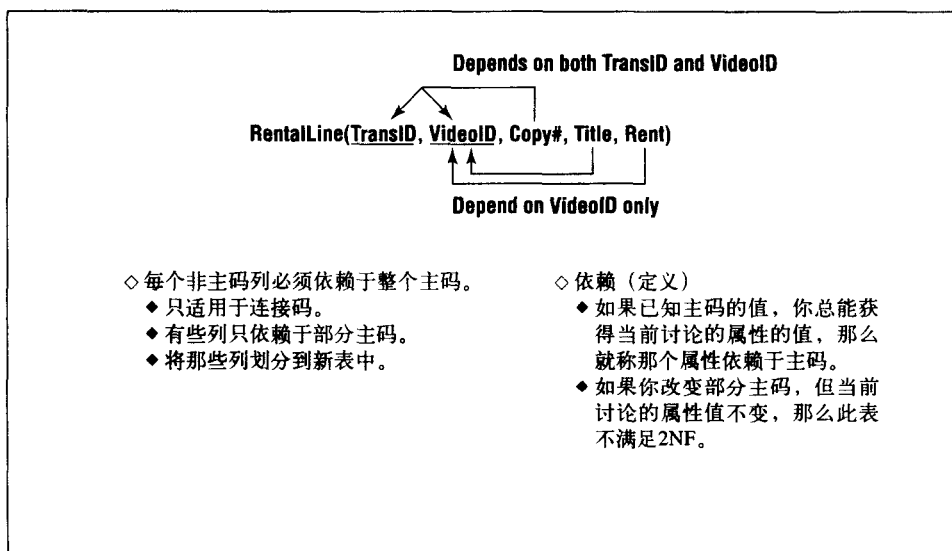 Depends on both TransID and VideoID
RentalLine(TransID, VideoID, Copy#, Title, Rent)
Depend on VideoID only
◇每个非主码列必须依赖于整个主码。
◆只适用于连接码。
◆有些列只依赖于部分主码。
◆将那些列划分到新表中。
◇依赖（定义）
◆如果已知主码的值，你总能获
得当前讨论的属性的值，那么
就称那个属性依赖于主码。
◆如果你改变部分主码，但当前
讨论的属性值不变，那么此表
不满足2NF。